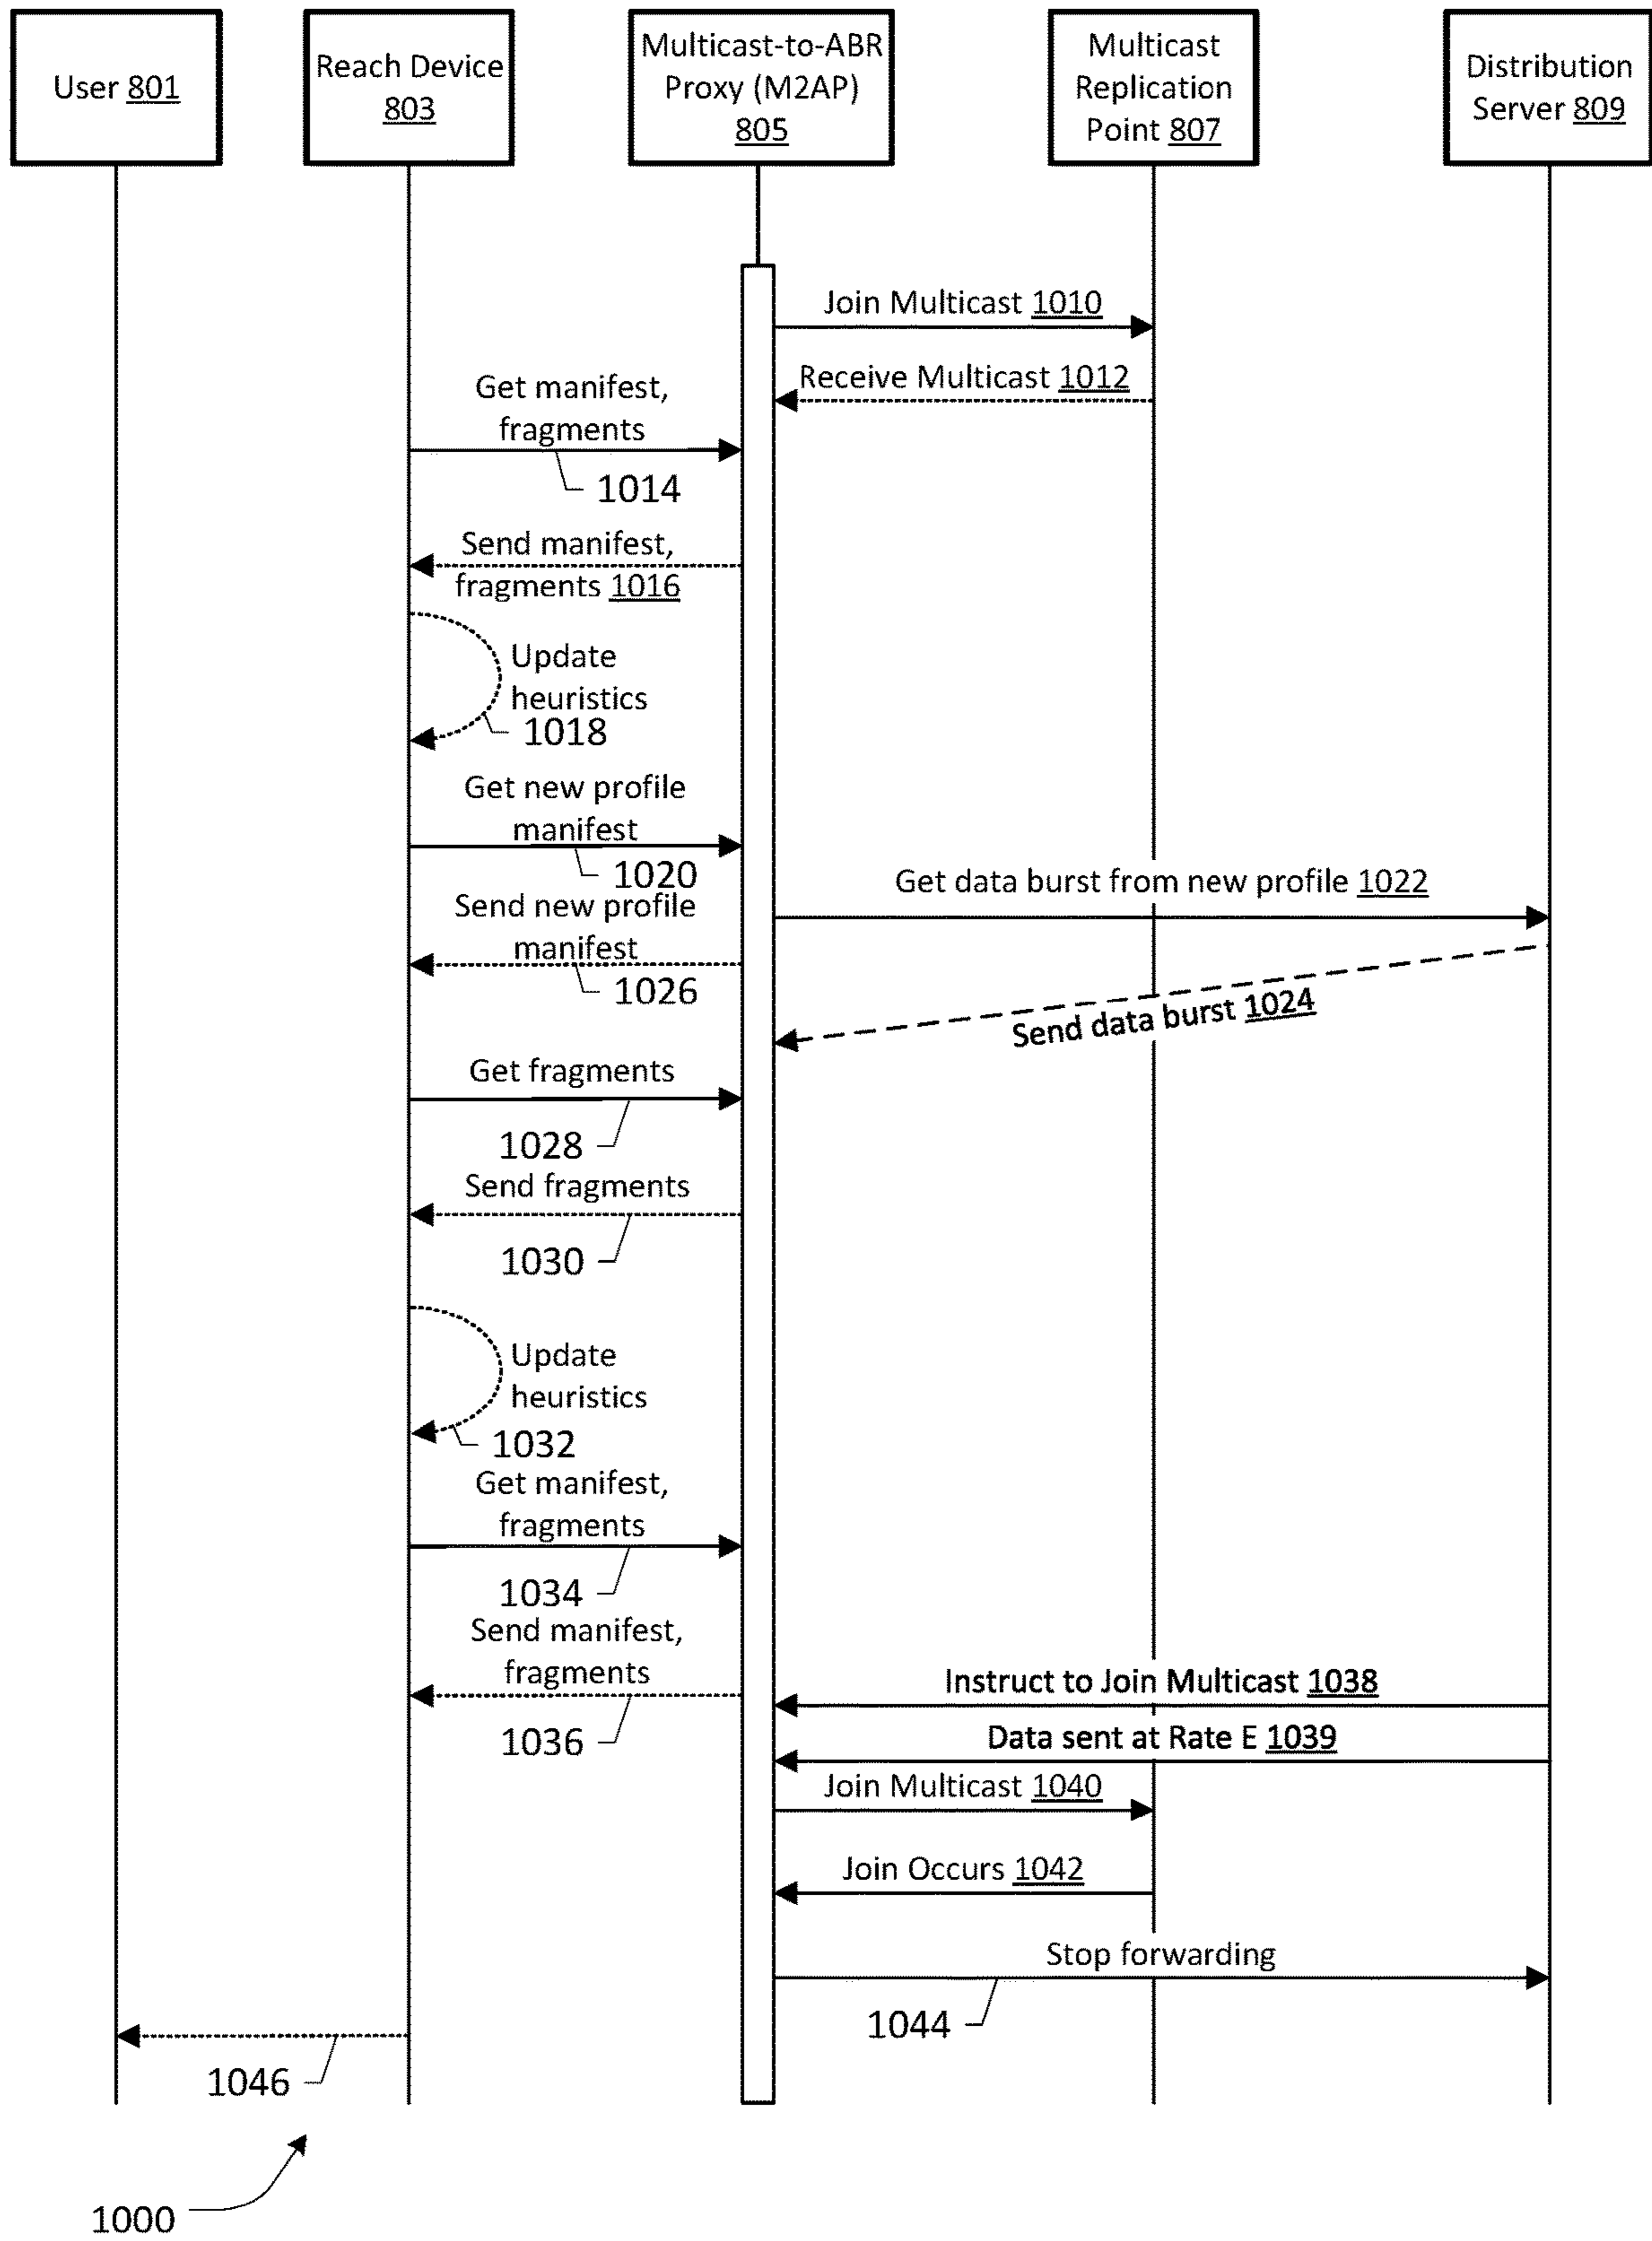 User 801
Reach Device
803
Multicast-to-ABR
Proxy (M2AP)
805
Multicast
Replication
Point 807
Distribution
Server 809
Join Multicast 1010
Receive Multicast 1012
Get manifest,
fragments
1014
Send manifest,
fragments 1016
Update
heuristics
1018
Get new profile
manifest
1020
Get data burst from new profile 1022
Send new profile
manifest
1026
Send data burst 1024
Get fragments
1028
Send fragments
1030
Update
heuristics
1032
Get manifest,
fragments
1034
Send manifest,
fragments
1036
Instruct to Join Multicast 1038
Data sent at Rate E 1039
Join Multicast 1040
Join Occurs 1042
Stop forwarding
1044
1046
1000